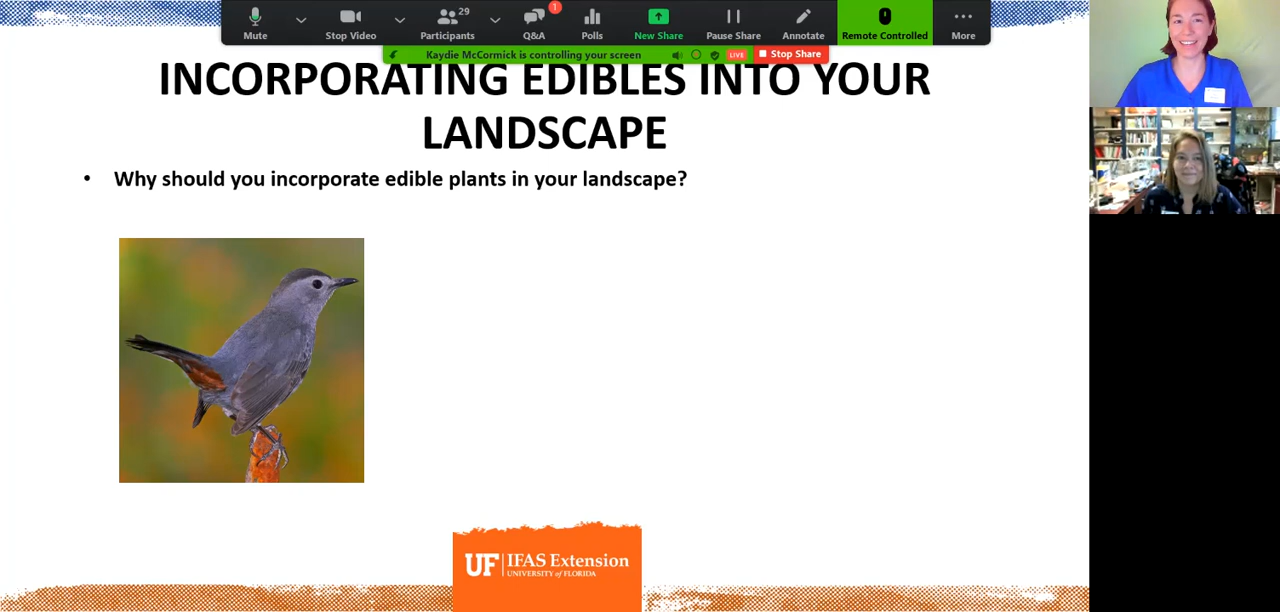 29
1
Mute
Stop Video
Participants
Q&A
Polls
New Share
Pause Share
Annotate
Remote Controlled
More
Kaydie McCormick is controlling your screen
LIVE
Stop Share
INCORPORATING EDIBLES INTO YOUR
LANDSCAPE
• Why should you incorporate edible plants in your landscape?
UF IFAS Extension
UNIVERSITY of FLORIDA